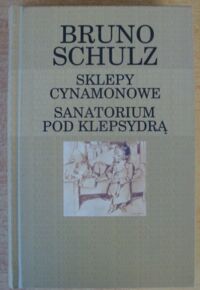 BRUNO
SCHULZ
SKLEPY
CYNAMONOWE
SANATORIUM
POD KLEPSYDRĄ